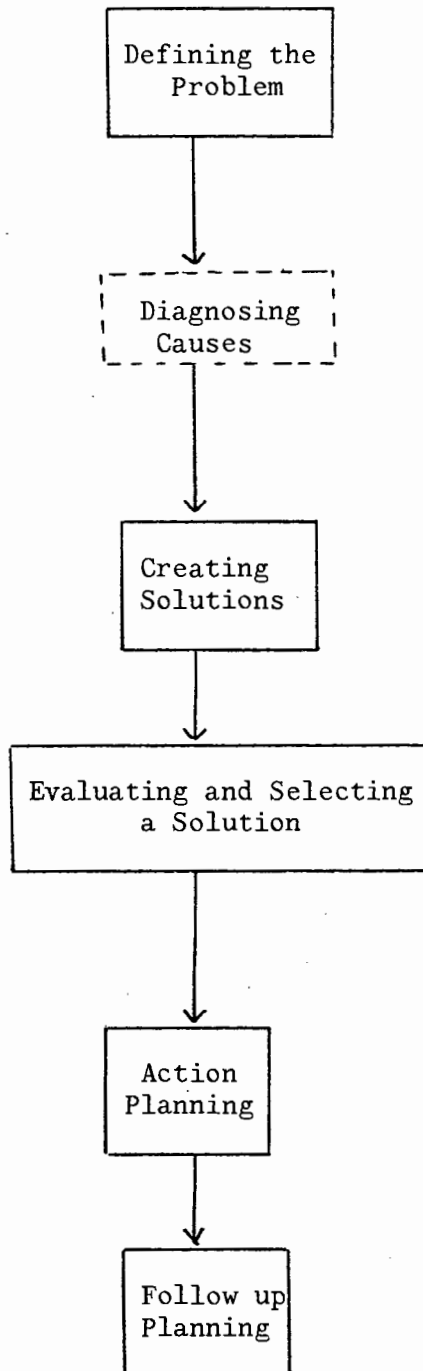 Defining the
Problem
Diagnosing
Causes
Creating
Solutions
Evaluating and Selecting
a Solution
Action
Planning
Follow up
Planning